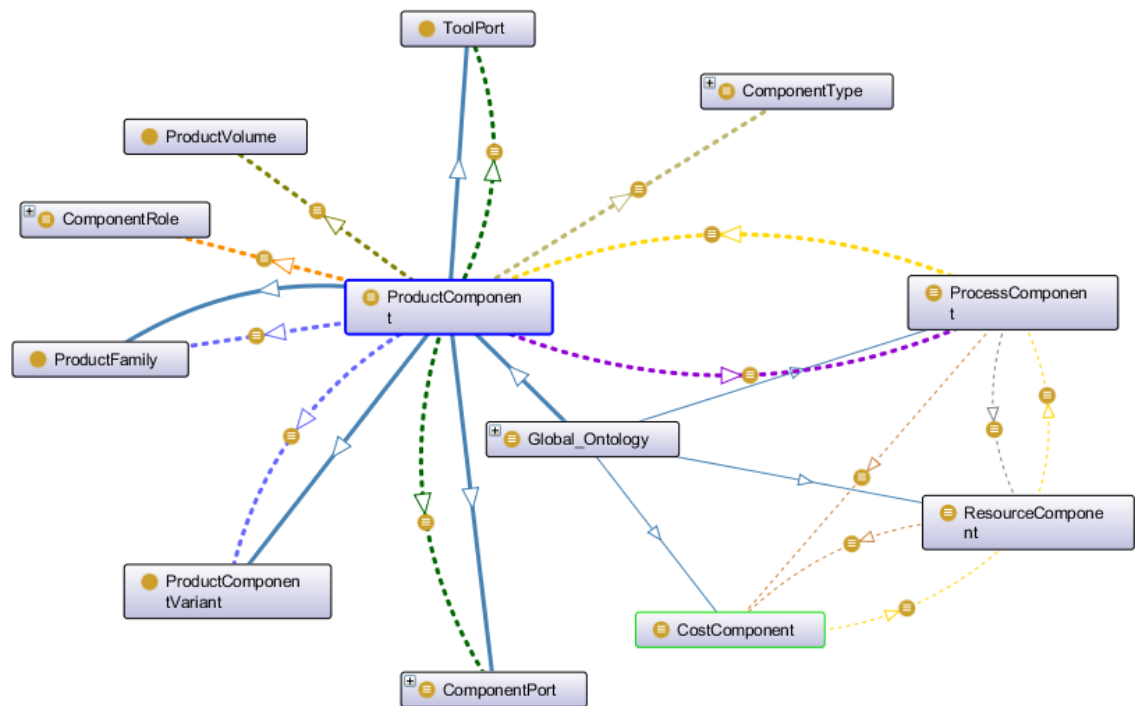 ToolPort
ComponentType
ProductVolume
ComponentRole
ProductComponen
t
ProcessComponen
t
ProductFamily
Global_Ontology
ResourceCompone
nt
ProductComponen
tVariant
CostComponent
ComponentPort